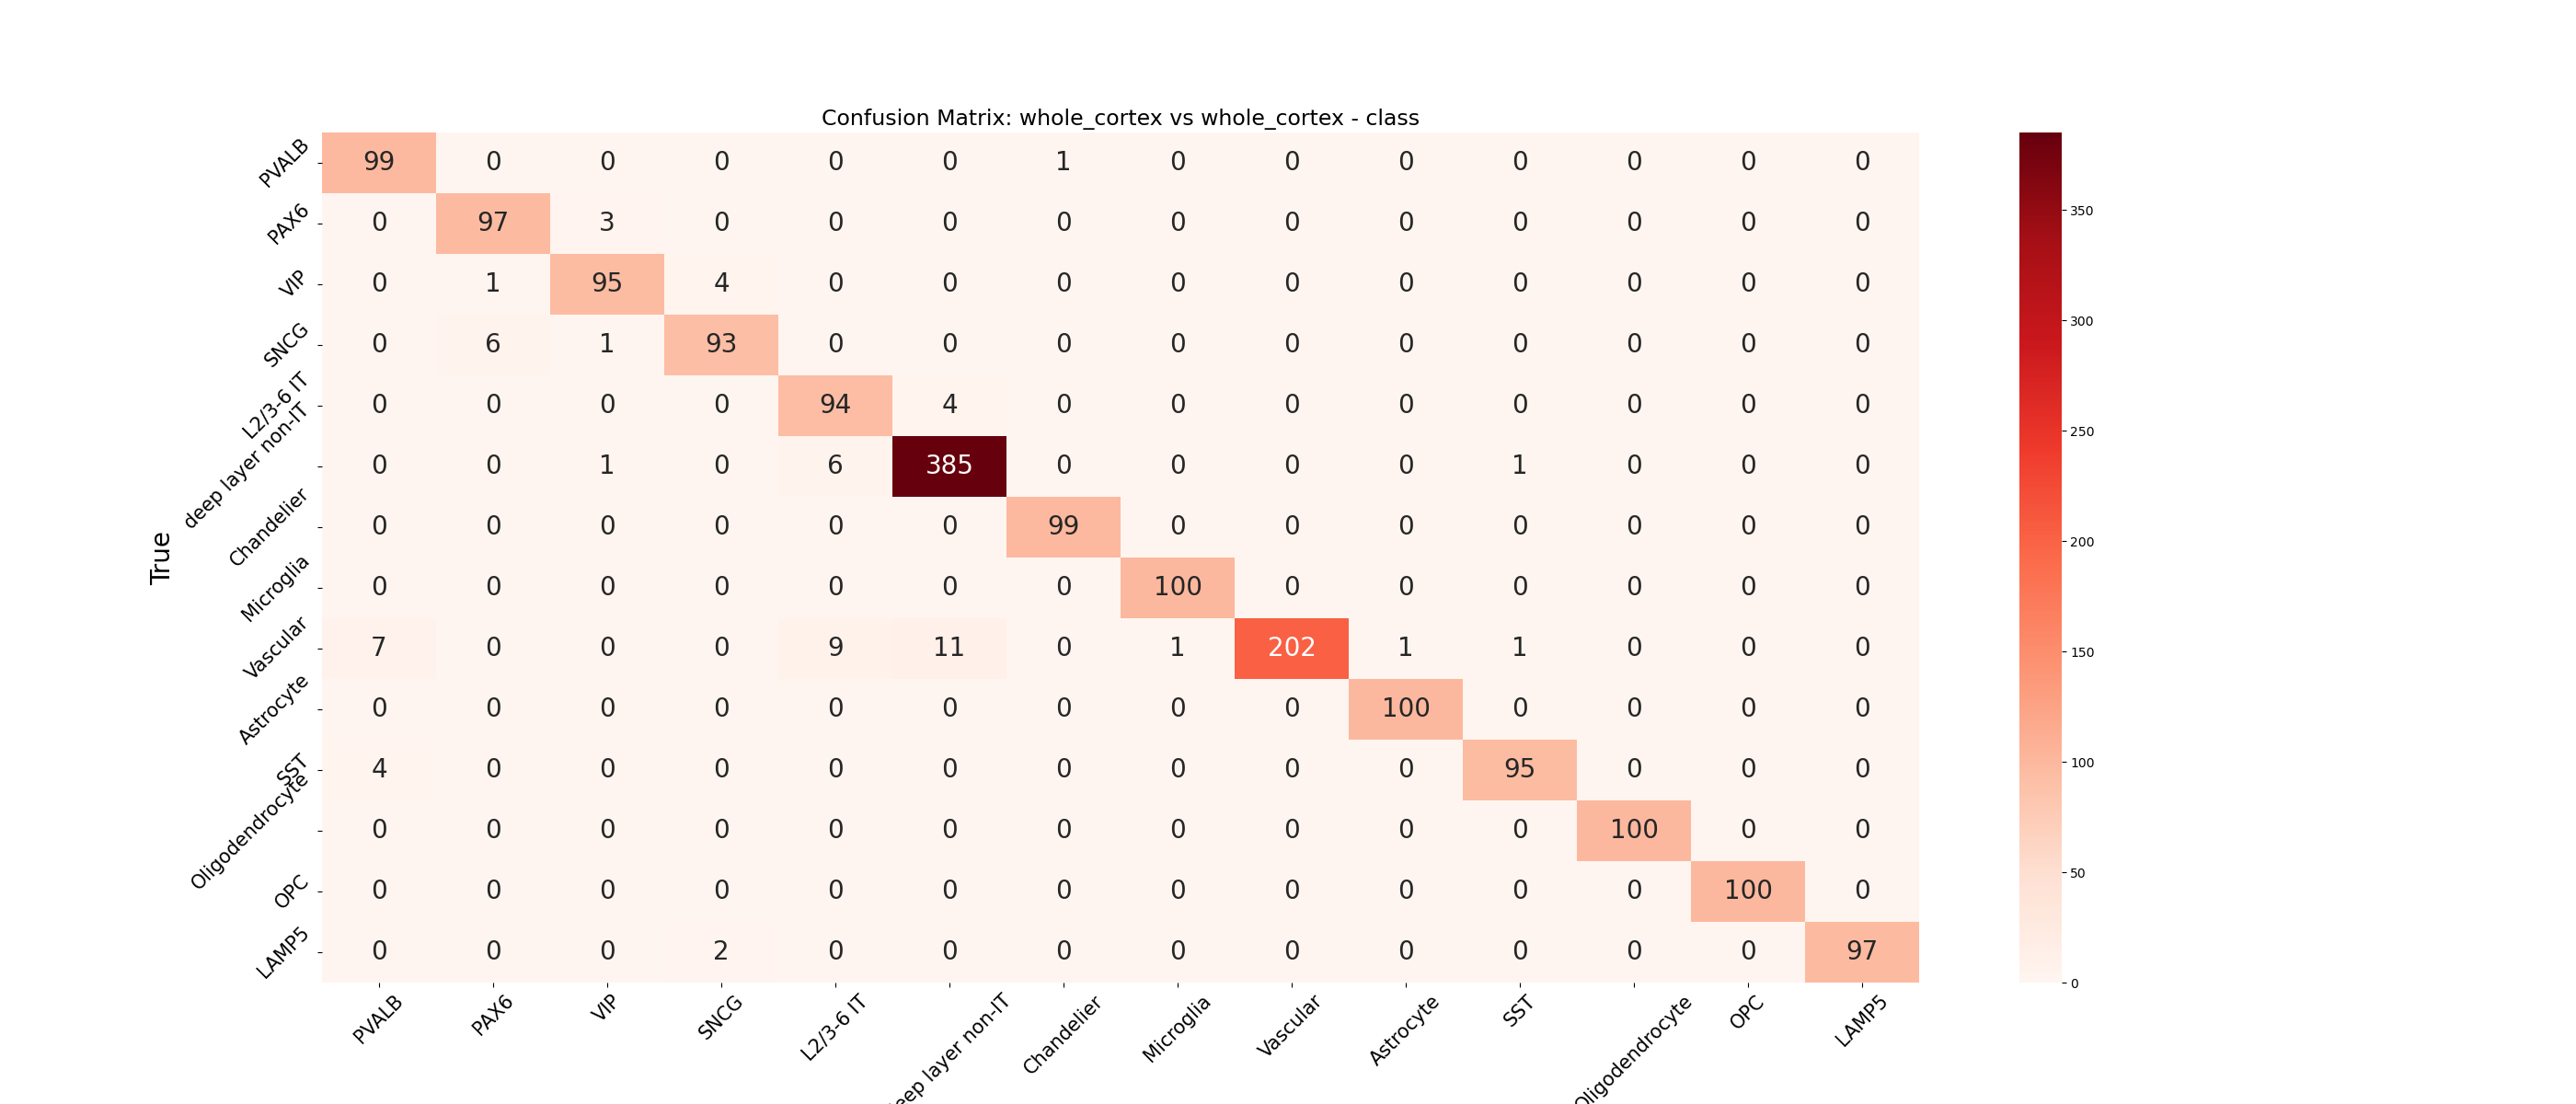 Confusion Matrix: whole_cortex vs whole_cortex - class
PVALB 99 0 0 0 0 0 1 0 0 0 0 0 0 0
PAX6 0 97 3 0 0 0 0 0 0 0 0 0 0 0
VIP 0 1 95 4 0 0 0 0 0 0 0 0 0 0
SNCG 0 6 1 93 0 0 0 0 0 0 0 0 0 0
L2/3-6 IT 0 0 0 0 94 4 0 0 0 0 0 0 0 0
deep layer non-IT 0 0 1 0 6 385 0 0 0 0 1 0 0 0
Chandelier 0 0 0 0 0 0 99 0 0 0 0 0 0 0
Microglia 0 0 0 0 0 0 0 100 0 0 0 0 0 0
Vascular 7 0 0 0 9 11 0 1 202 1 1 0 0 0
Astrocyte 0 0 0 0 0 0 0 0 0 100 0 0 0 0
SST 4 0 0 0 0 0 0 0 0 0 95 0 0 0
Oligodendrocyte 0 0 0 0 0 0 0 0 0 0 0 100 0 0
OPC 0 0 0 0 0 0 0 0 0 0 0 0 100 0
LAMP5 0 0 0 2 0 0 0 0 0 0 0 0 0 97
True
PVALB PAX6 VIP SNCG L2/3-6 IT eep layer non-IT Chandelier Microglia Vascular Astrocyte SST Oligodendrocyte OPC LAMP5
350
300
250
200
150
100
50
0